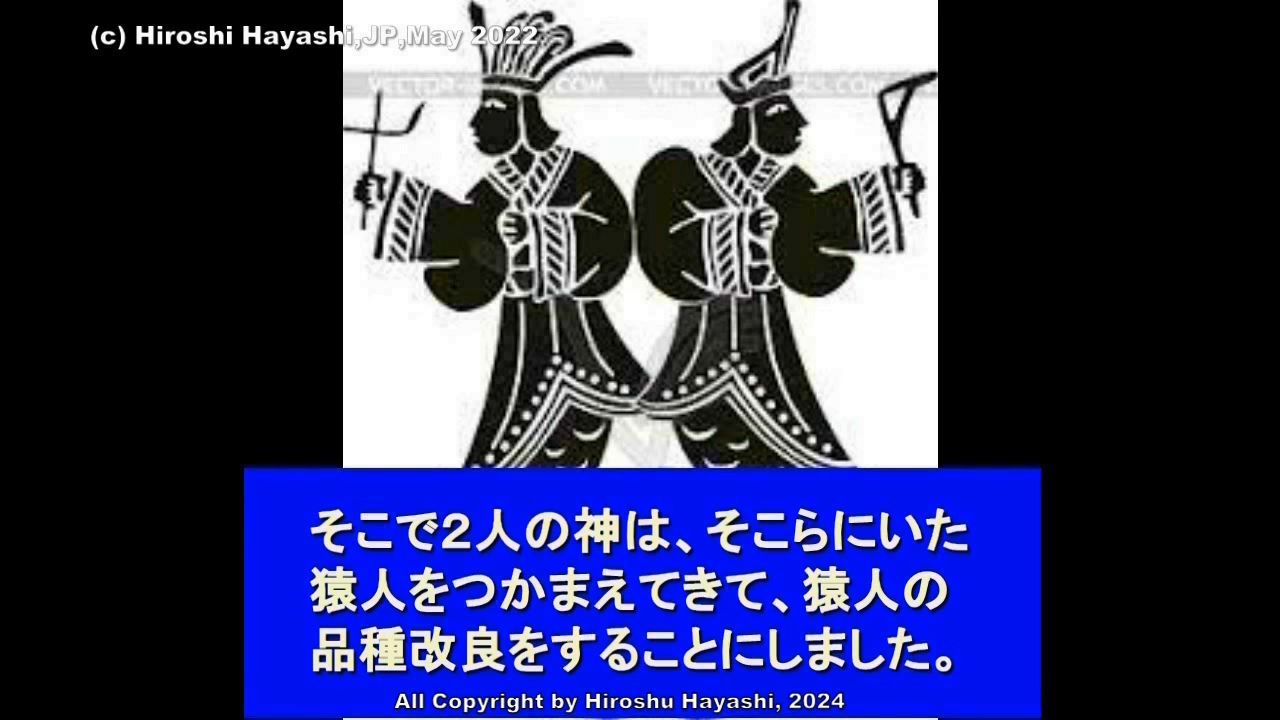 (c) Hiroshi Hayashi,JP,May 2022.
そこで２人の神は、そこらにいた
猿人をつかまえてきて、猿人の
品種改良をすることにしました。
All Copyright by Hiroshu Hayashi, 2024